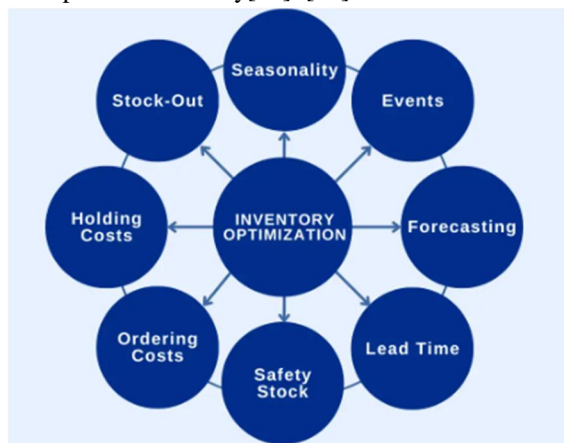 Seasonality
Stock-Out
Events
Holding
Costs
INVENTORY
OPTIMIZATION
Forecasting
Ordering
Costs
Lead Time
Safety
Stock